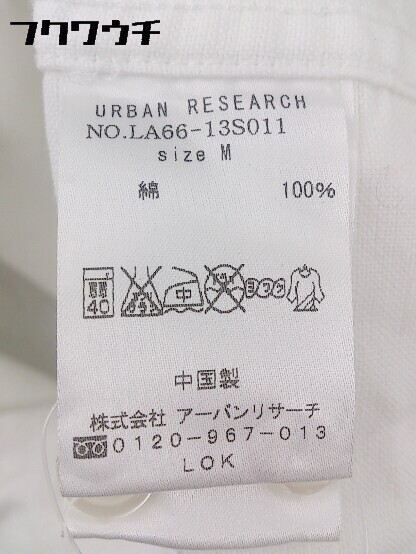 フクワウチ
URBAN RESEARCH
NO.LA66-13S011
size M
綿 100%
40 中
中国製
株式会社 アーバンリサーチ
0120-967-013
LOK